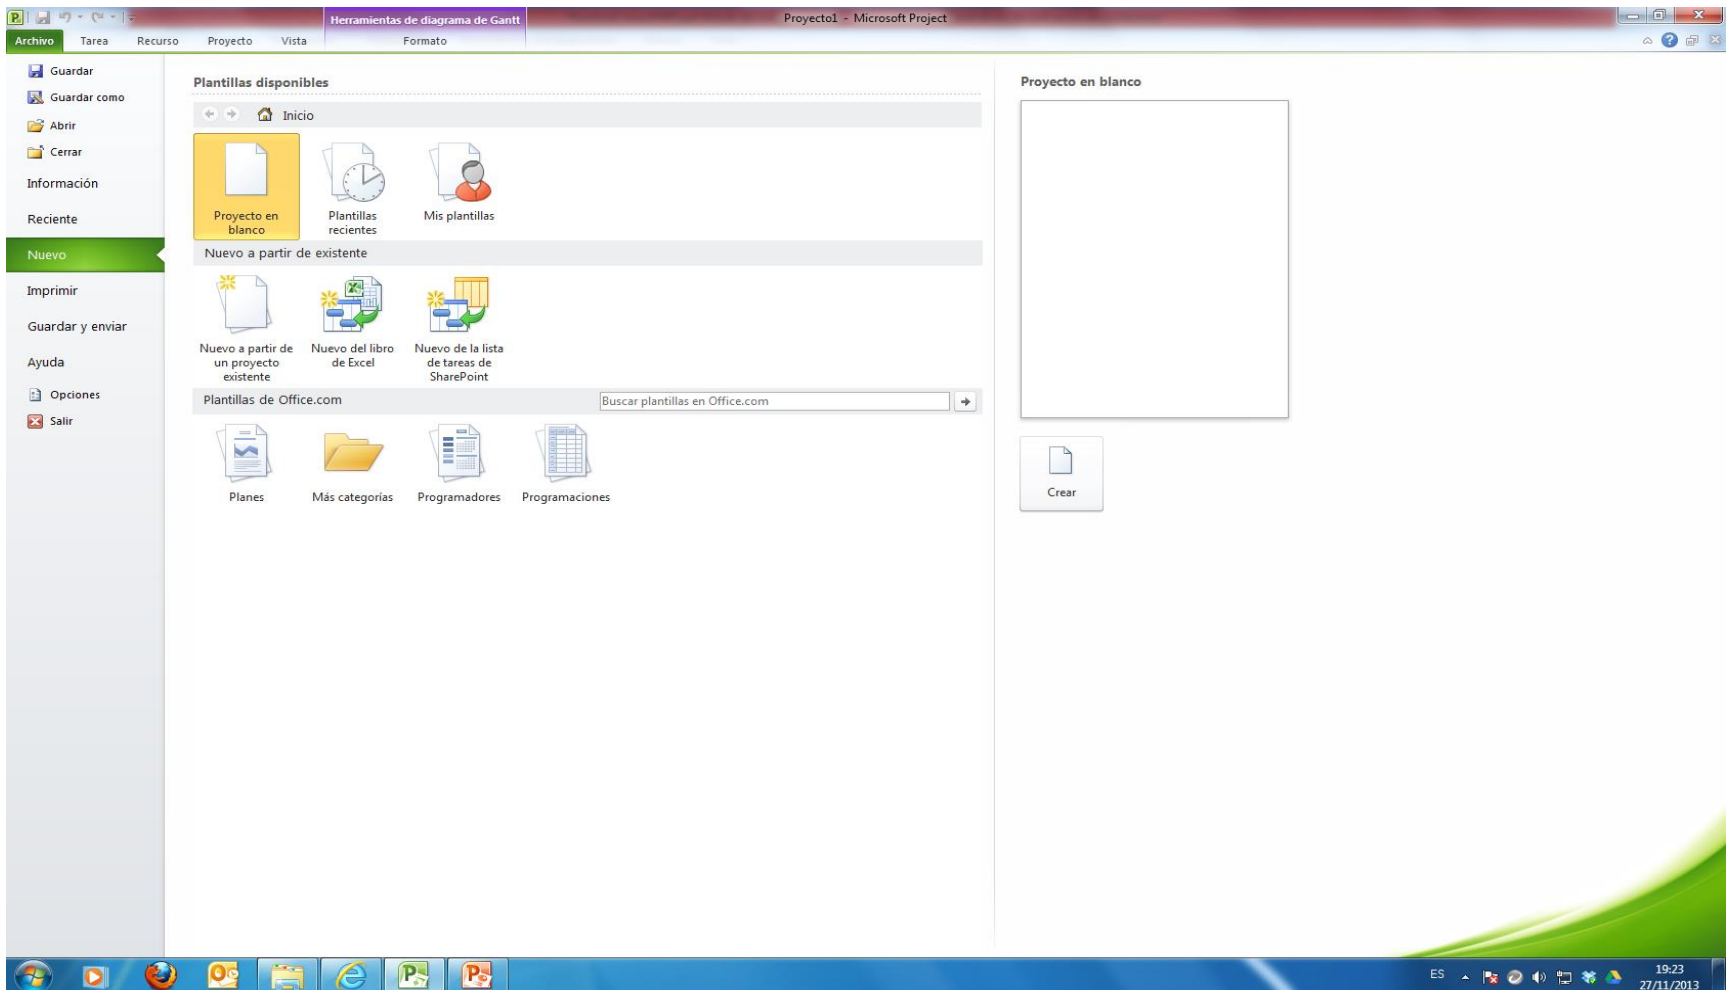 Herramientas de diagrama de Gantt
Proyecto1 - Microsoft Project
Archivo Tarea Recurso Proyecto Vista Formato
Guardar
Guardar como
Abrir
Cerrar
Información
Reciente
Nuevo
Imprimir
Guardar y enviar
Ayuda
Opciones
Salir
Plantillas disponibles
Inicio
Proyecto en
blanco
Plantillas
recientes
Mis plantillas
Nuevo a partir de existente
Nuevo a partir de
un proyecto
existente
Nuevo del libro
de Excel
Nuevo de la lista
de tareas de
SharePoint
Plantillas de Office.com
Buscar plantillas en Office.com
Planes
Más categorías
Programadores
Programaciones
Proyecto en blanco
Crear
ES
19:23
27/11/2013